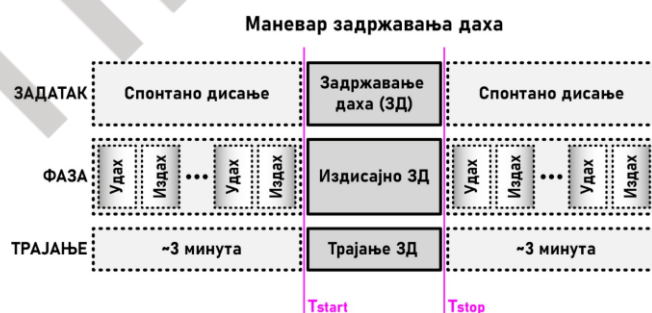 Маневар задржавања даха
ЗАДАТАК
Спонтано дисање
Задржавање
даха (ЗД)
Спонтано дисање
ФАЗА
Удах
Издах
•••
Удах
Издах
Издисајно ЗД
Удах
Издах
•••
Удах
Издах
ТРАЈАЊЕ
~3 минута
Трајање ЗД
~3 минута
Tstart
Tstop